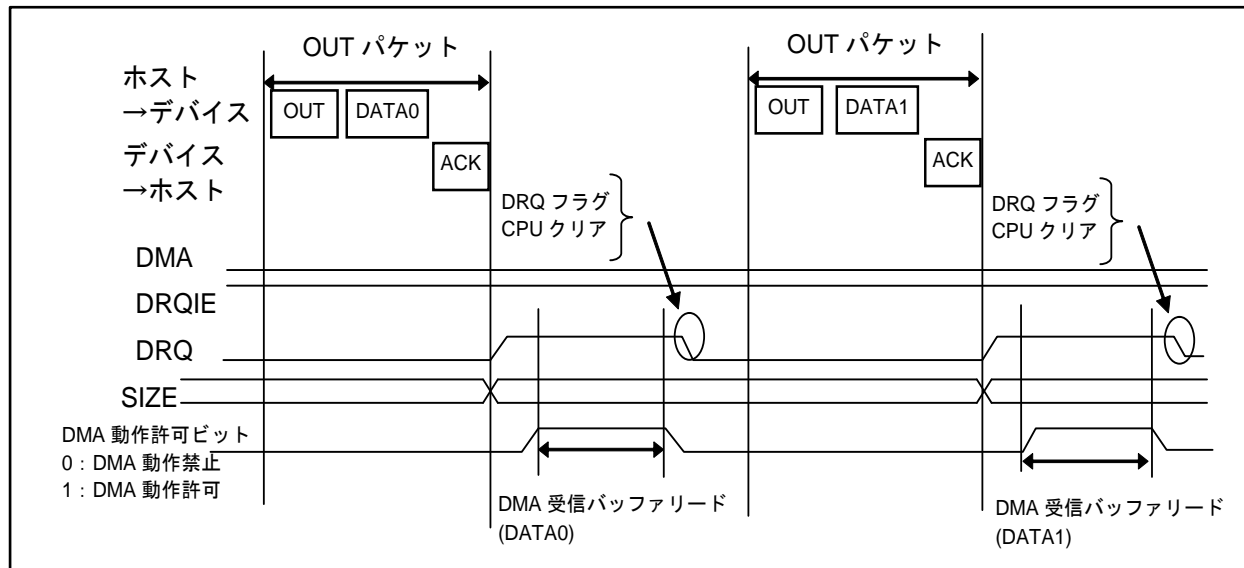 OUT パケット
OUT パケット
ホスト
→デバイス
OUT
DATA0
OUT
DATA1
デバイス
→ホスト
ACK
ACK
DRQ フラグ
CPU クリア
DRQ フラグ
CPU クリア
DMA
DRQIE
DRQ
SIZE
DMA 動作許可ビット
0：DMA 動作禁止
1：DMA 動作許可
DMA 受信バッファリード
(DATA0)
DMA 受信バッファリード
(DATA1)